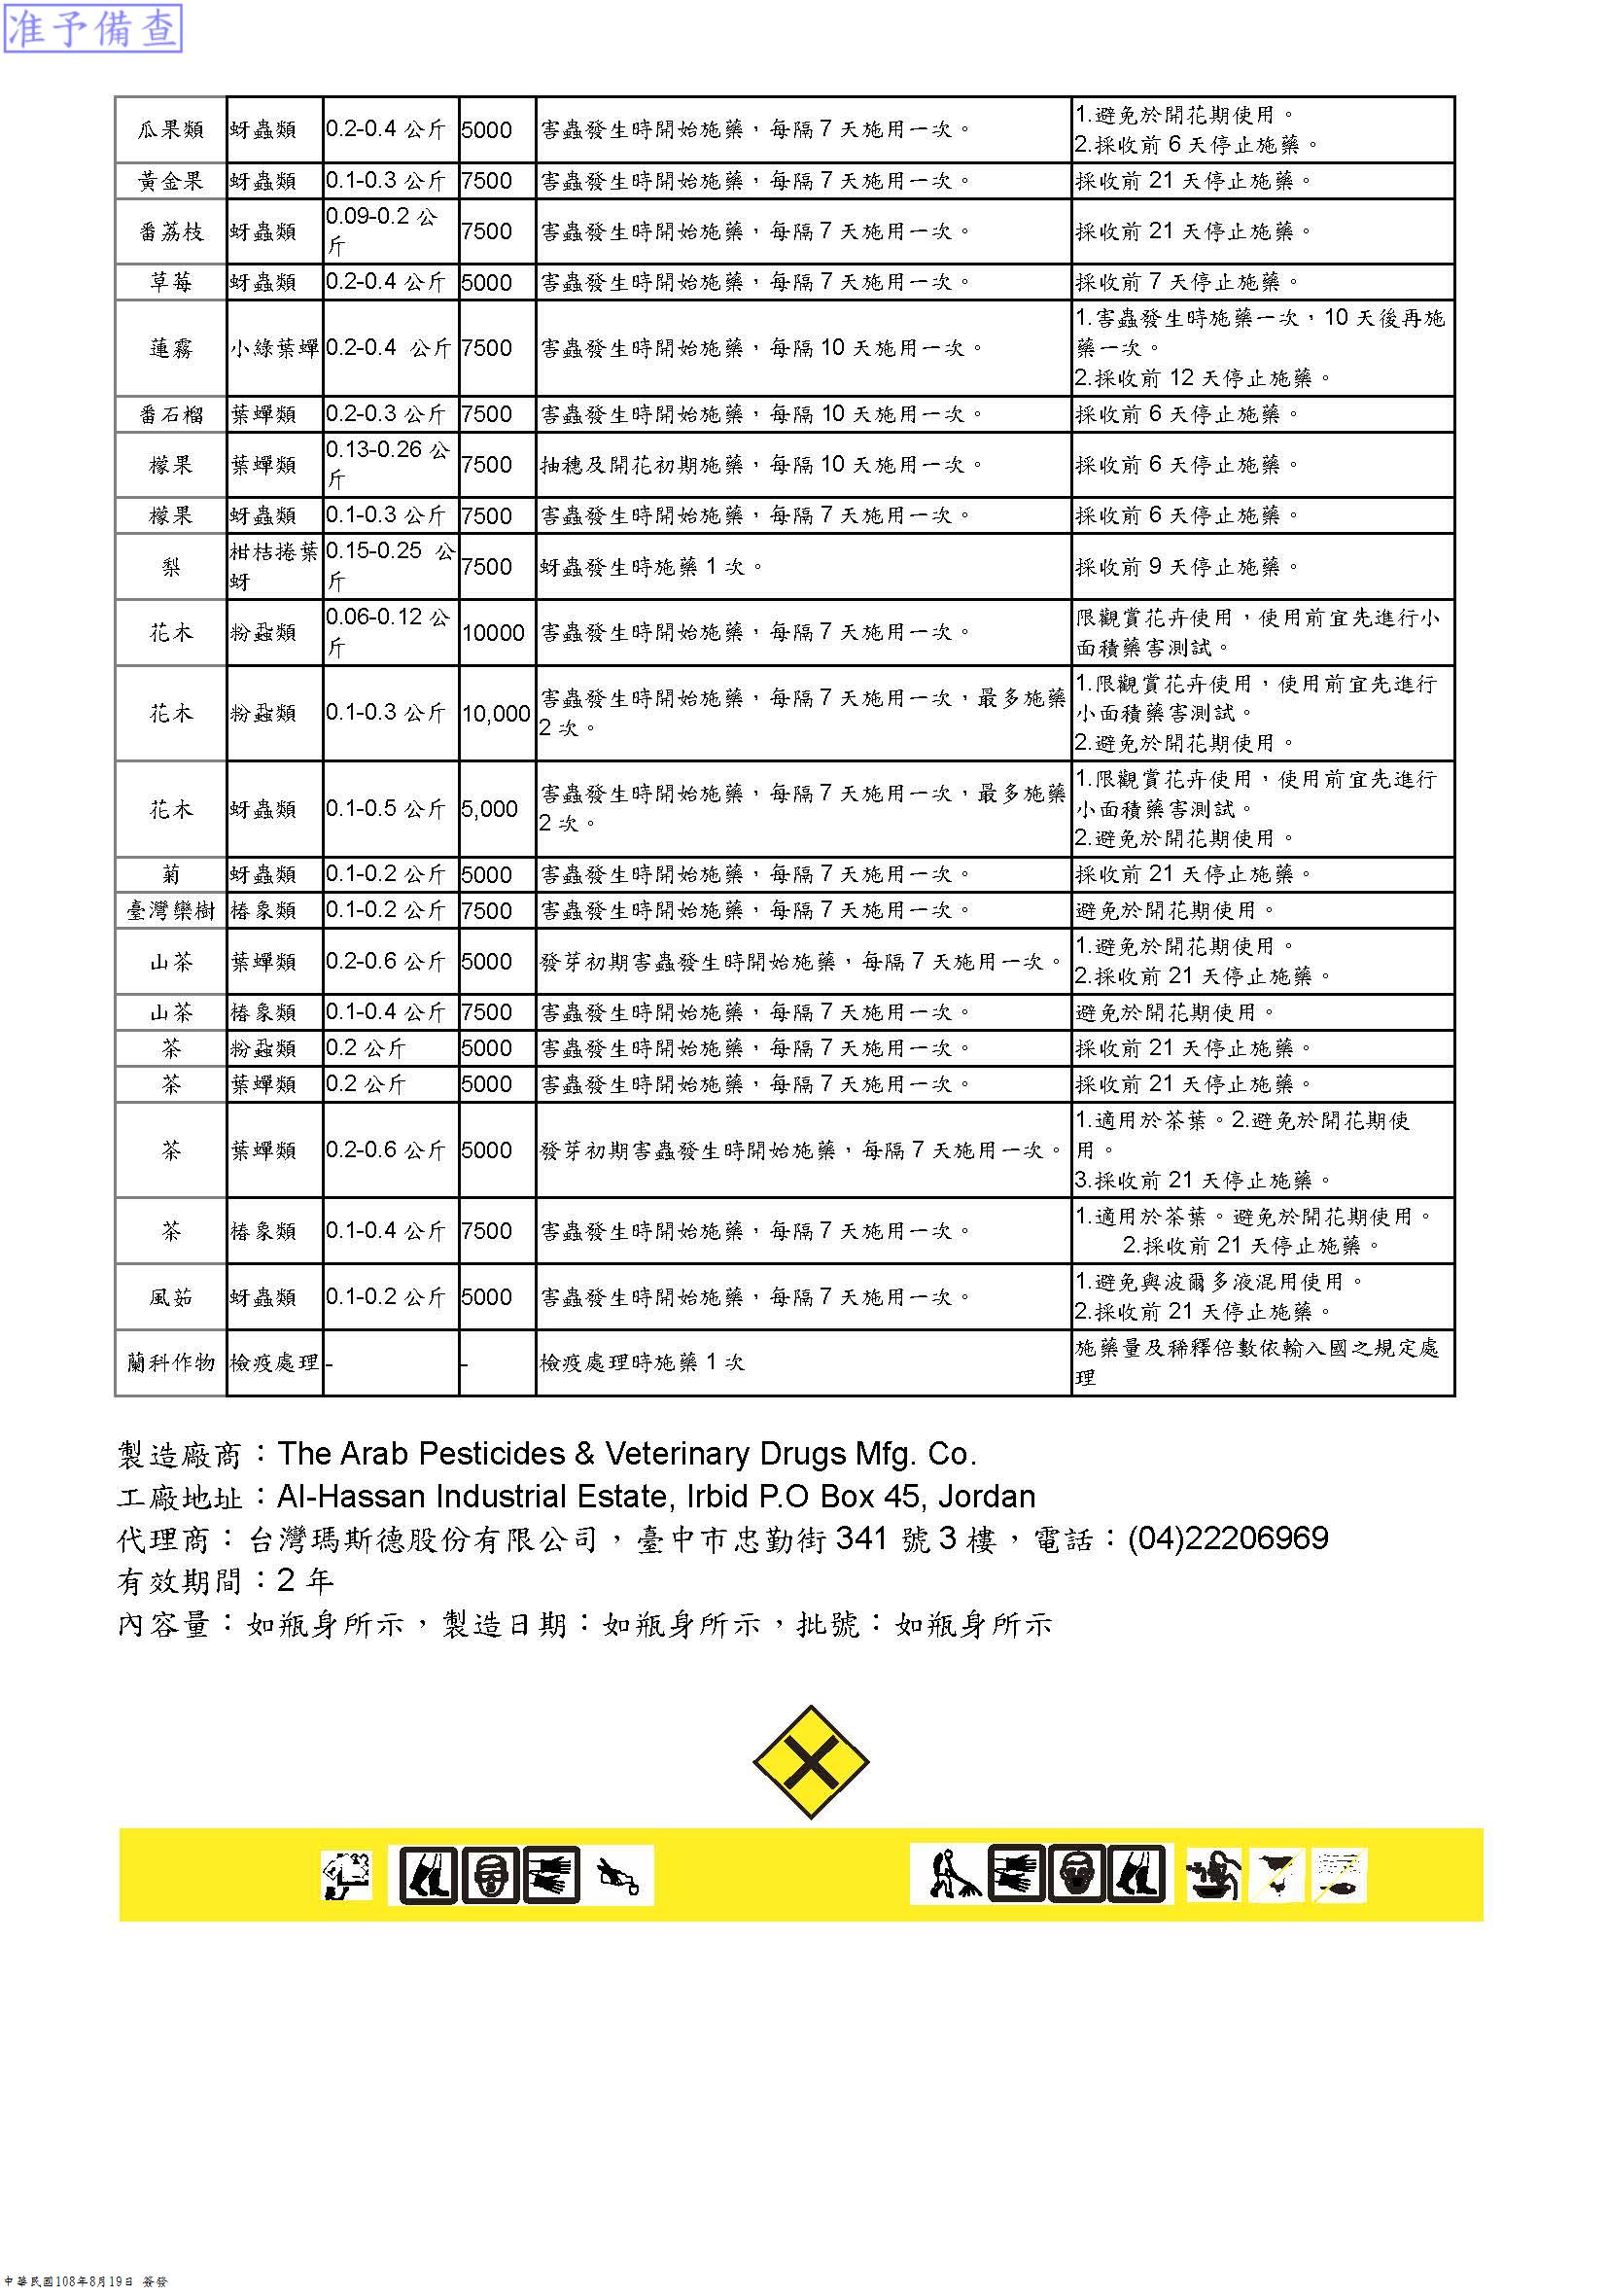 准予備查
瓜果類 蚜蟲類 0.2-0.4 公斤 5000 害蟲發生時開始施藥，每隔 7 天施用一次。 1.避免於開花期使用。
2.採收前 6 天停止施藥。
黃金果 蚜蟲類 0.1-0.3 公斤 7500 害蟲發生時開始施藥，每隔 7 天施用一次。 採收前 21 天停止施藥。
番荔枝 蚜蟲類 0.09-0.2 公 7500 害蟲發生時開始施藥，每隔 7 天施用一次。 採收前 21 天停止施藥。
斤
草莓 蚜蟲類 0.2-0.4 公斤 5000 害蟲發生時開始施藥，每隔 7 天施用一次。 採收前 7 天停止施藥。
蓮霧 小綠葉蟬 0.2-0.4 公斤 7500 害蟲發生時開始施藥，每隔 10 天施用一次。 1.害蟲發生時施藥一次，10 天後再施
藥一次。
2.採收前 12 天停止施藥。
番石榴 葉蟬類 0.2-0.3 公斤 7500 害蟲發生時開始施藥，每隔 10 天施用一次。 採收前 6 天停止施藥。
檬果 葉蟬類 0.13-0.26 公 7500 抽穗及開花初期施藥，每隔 10 天施用一次。 採收前 6 天停止施藥。
斤
檬果 蚜蟲類 0.1-0.3 公斤 7500 害蟲發生時開始施藥，每隔 7 天施用一次。 採收前 6 天停止施藥。
梨 柑桔捲葉 0.15-0.25 公 7500 蚜蟲發生時施藥 1 次。 採收前 9 天停止施藥。
蚜 斤
花木 粉蝨類 0.06-0.12 公 10000 害蟲發生時開始施藥，每隔 7 天施用一次。 限觀賞花卉使用，使用前宜先進行小
斤 面積藥害測試。
花木 粉蝨類 0.1-0.3 公斤 10,000 害蟲發生時開始施藥，每隔 7 天施用一次，最多施藥 1.限觀賞花卉使用，使用前宜先進行
2 次。 小面積藥害測試。
2.避免於開花期使用。
花木 蚜蟲類 0.1-0.5 公斤 5,000 害蟲發生時開始施藥，每隔 7 天施用一次，最多施藥 1.限觀賞花卉使用，使用前宜先進行
2 次。 小面積藥害測試。
2.避免於開花期使用。
菊 蚜蟲類 0.1-0.2 公斤 5000 害蟲發生時開始施藥，每隔 7 天施用一次。 採收前 21 天停止施藥。
臺灣欒樹 椿象類 0.1-0.2 公斤 7500 害蟲發生時開始施藥，每隔 7 天施用一次。 避免於開花期使用。
山茶 葉蟬類 0.2-0.6 公斤 5000 發芽初期害蟲發生時開始施藥，每隔 7 天施用一次。 1.避免於開花期使用。
2.採收前 21 天停止施藥。
山茶 椿象類 0.1-0.4 公斤 7500 害蟲發生時開始施藥，每隔 7 天施用一次。 避免於開花期使用。
茶 粉蝨類 0.2 公斤 5000 害蟲發生時開始施藥，每隔 7 天施用一次。 採收前 21 天停止施藥。
茶 葉蟬類 0.2 公斤 5000 害蟲發生時開始施藥，每隔 7 天施用一次。 採收前 21 天停止施藥。
茶 葉蟬類 0.2-0.6 公斤 5000 發芽初期害蟲發生時開始施藥，每隔 7 天施用一次。 1.適用於茶葉。2.避免於開花期使
用。
3.採收前 21 天停止施藥。
茶 椿象類 0.1-0.4 公斤 7500 害蟲發生時開始施藥，每隔 7 天施用一次。 1.適用於茶葉。避免於開花期使用。
2.採收前 21 天停止施藥。
風茹 蚜蟲類 0.1-0.2 公斤 5000 害蟲發生時開始施藥，每隔 7 天施用一次。 1.避免與波爾多液混用使用。
2.採收前 21 天停止施藥。
蘭科作物 檢疫處理 - - 檢疫處理時施藥 1 次 施藥量及稀釋倍數依輸入國之規定處
理
製造廠商：The Arab Pesticides & Veterinary Drugs Mfg. Co.
工廠地址：Al-Hassan Industrial Estate, Irbid P.O Box 45, Jordan
代理商：台灣瑪斯德股份有限公司，臺中市忠勤街 341 號 3 樓，電話：(04)22206969
有效期間：2 年
內容量：如瓶身所示，製造日期：如瓶身所示，批號：如瓶身所示
中華民國108年8月19日 簽發